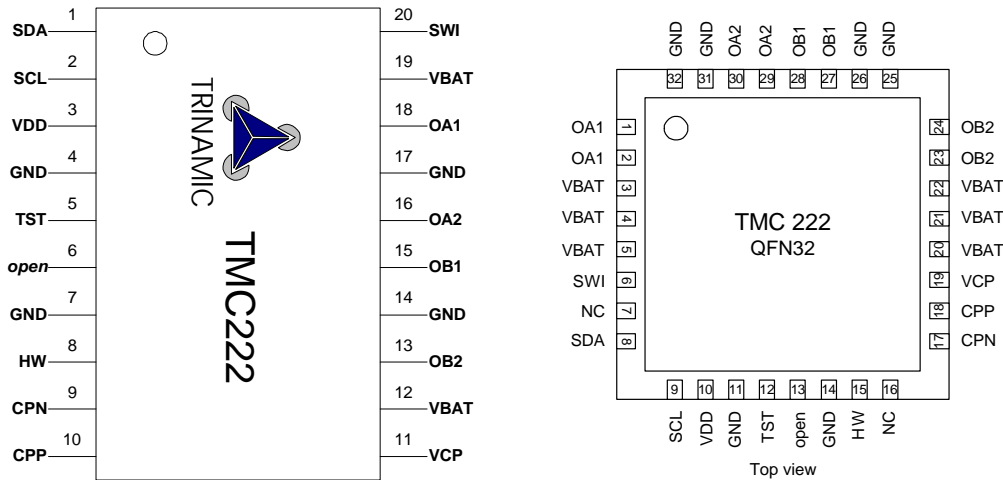 1 20
SDA SWI
2 19
SCL VBAT
3 18
VDD OA1
4 17
GND GND
5 16
TST OA2
6 15
open OB1
7 14
GND GND
8 13
HW OB2
9 12
CPN VBAT
10 11
CPP VCP
TRINAMIC
TMC222
GND GND OA2 OA2 OB1 OB1 GND GND
32 31 30 29 28 27 26 25
OA1 1 24 OB2
OA1 2 23 OB2
VBAT 3 22 VBAT
VBAT 4 21 VBAT
VBAT 5 20 VBAT
SWI 6 19 VCP
NC 7 18 CPP
SDA 8 17 CPN
TMC 222
QFN32
9 10 11 12 13 14 15 16
SCL VDD GND TST open GND HW NC
Top view